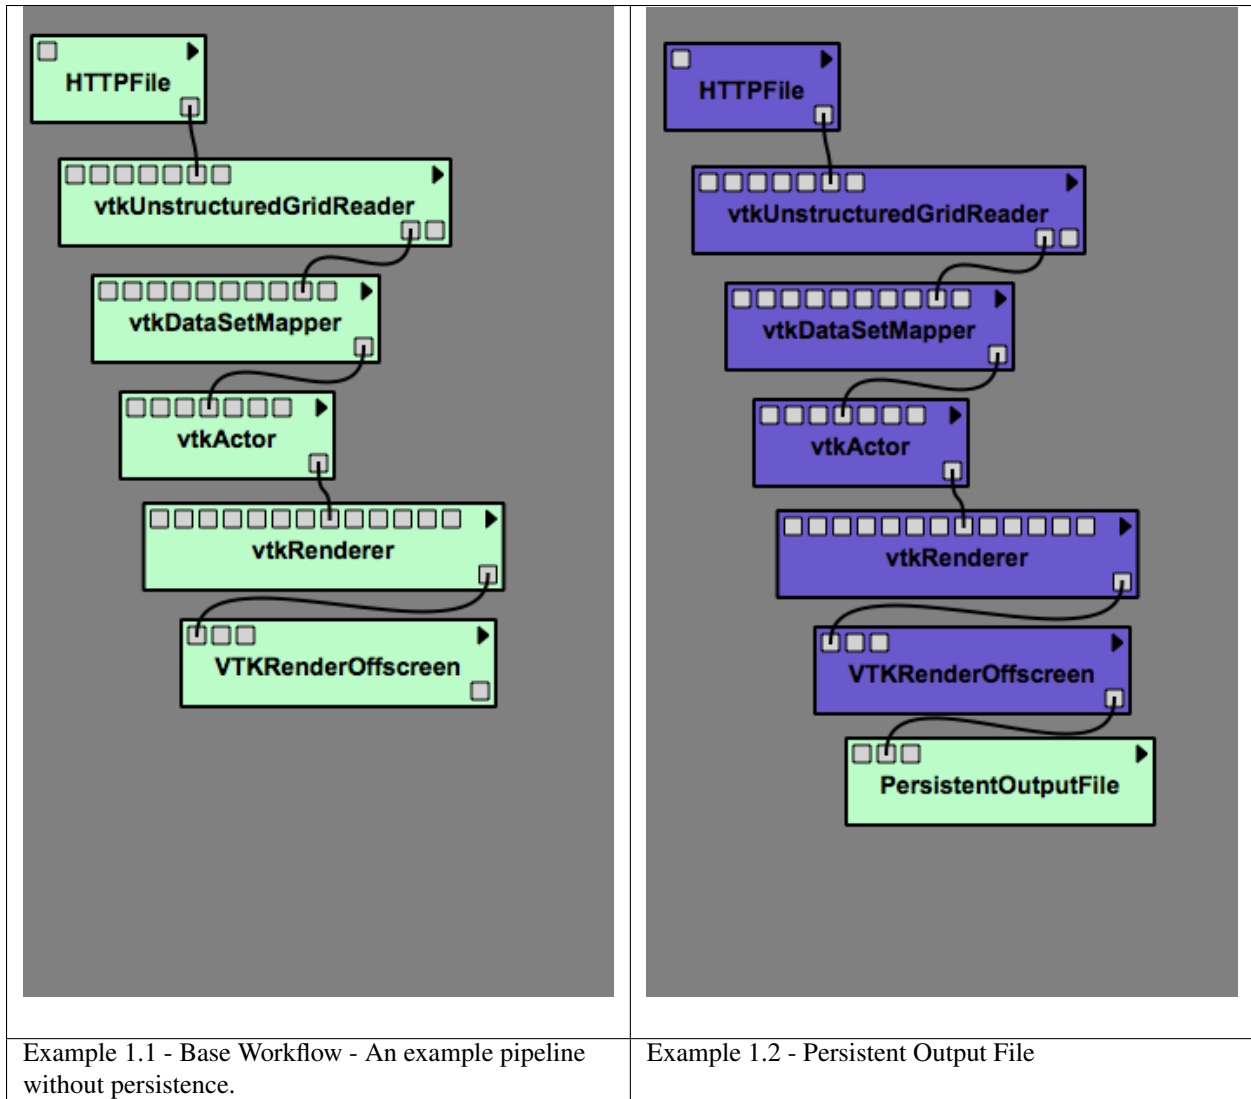 HTTPFile
vtkUnstructuredGridReader
vtkDataSetMapper
vtkActor
vtkRenderer
VTKRenderOffscreen
HTTPFile
vtkUnstructuredGridReader
vtkDataSetMapper
vtkActor
vtkRenderer
VTKRenderOffscreen
PersistentOutputFile
Example 1.1 - Base Workflow - An example pipeline
without persistence.
Example 1.2 - Persistent Output File